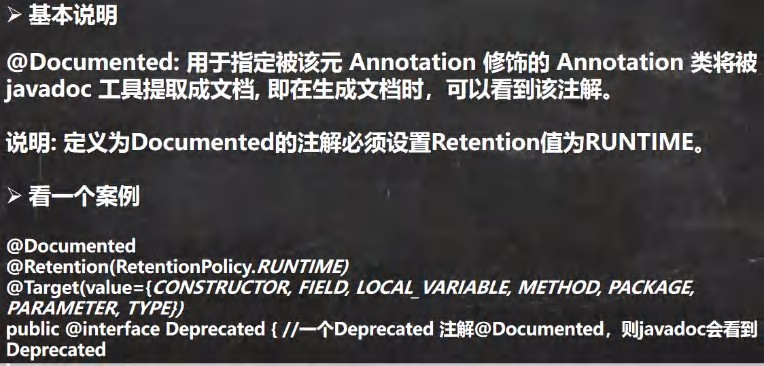 ➢ 基本说明
@Documented: 用于指定被该元 Annotation 修饰的 Annotation 类将被
javadoc 工具提取成文档, 即在生成文档时，可以看到该注解。
说明: 定义为Documented的注解必须设置Retention值为RUNTIME。
➢ 看一个案例
@Documented
@Retention(RetentionPolicy.RUNTIME)
@Target(value={CONSTRUCTOR, FIELD, LOCAL_VARIABLE, METHOD, PACKAGE,
PARAMETER, TYPE})
public @interface Deprecated { //一个Deprecated 注解@Documented，则javadoc会看到
Deprecated